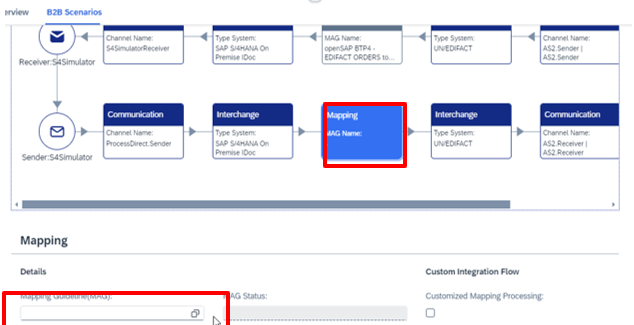 erview B2B Scenarios
Receiver:S4Simulator
Channel Name:
S4SimulatorReceiver
Type System:
SAP S/4HANA On
Premise IDoc
MAG Name:
openSAP BTP4 -
EDIFACT ORDERS to...
Type System:
UN/EDIFACT
Channel Name:
AS2.Sender |
AS2.Sender
Sender:S4Simulator
Communication
Channel Name:
ProcessDirect.Sender
Interchange
Type System:
SAP S/4HANA On
Premise IDoc
Mapping
MAG Name:
Interchange
Type System:
UN/EDIFACT
Communication
Channel Name:
AS2.Receiver |
AS2.Receiver
Mapping
Details
Custom Integration Flow
Mapping Guideline(MAG):
MAG Status:
Customized Mapping Processing: